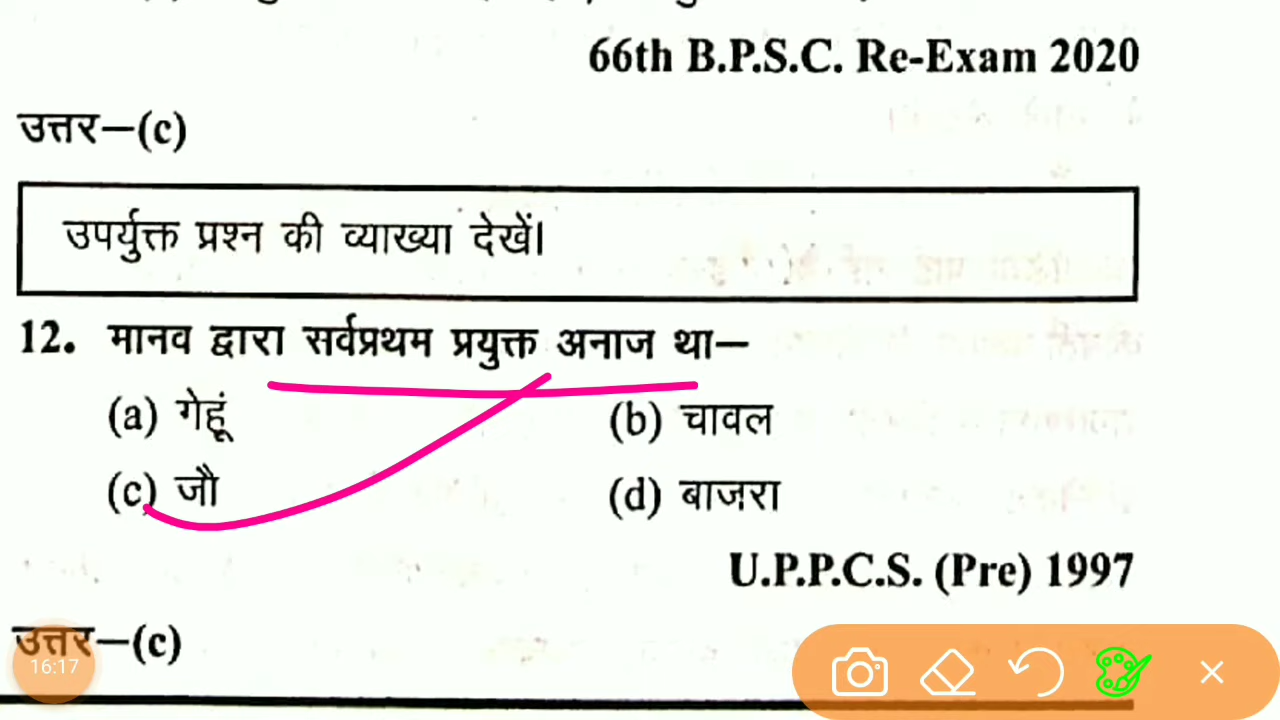 66th B.P.S.C. Re-Exam 2020
उत्तर–(c)
उपर्युक्त प्रश्न की व्याख्या देखें।
12. मानव द्वारा सर्वप्रथम प्रयुक्त अनाज था–
(a) गेहूं (b) चावल
(c) जौ (d) बाजरा
U.P.P.C.S. (Pre) 1997
उत्तर–(c)
16:17